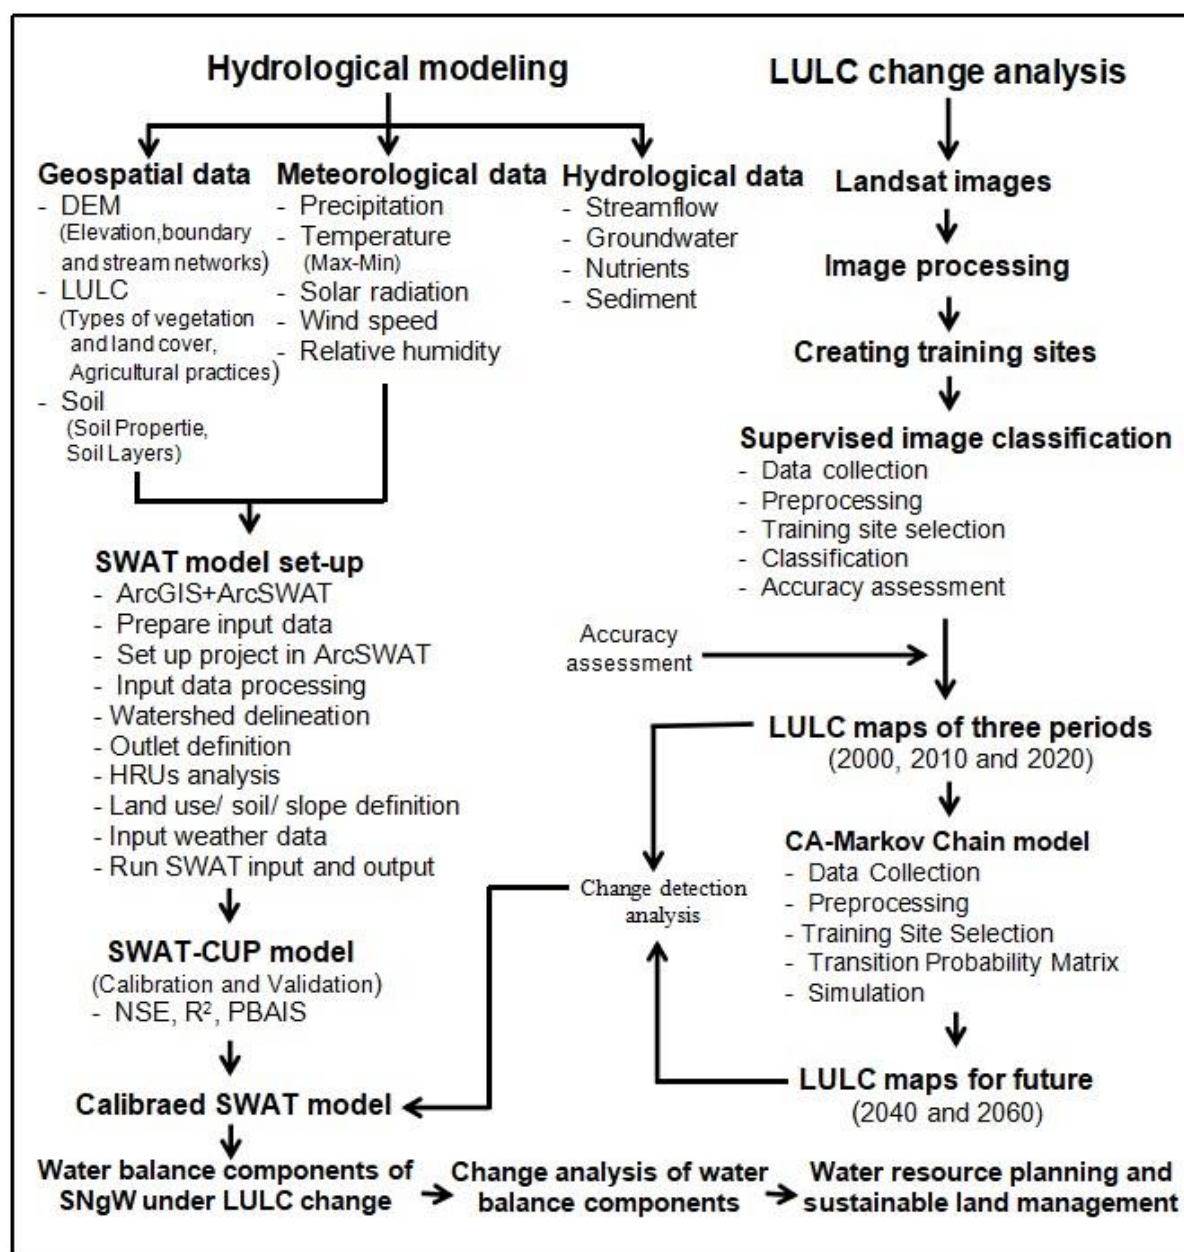 Hydrological modeling
Geospatial data
- DEM
(Elevation,boundary
and stream networks)
- LULC
(Types of vegetation
and land cover,
Agricultural practices)
- Soil
(Soil Propertie,
Soil Layers)
Meteorological data
- Precipitation
- Temperature
(Max-Min)
- Solar radiation
- Wind speed
- Relative humidity
Hydrological data
- Streamflow
- Groundwater
- Nutrients
- Sediment
SWAT model set-up
- ArcGIS+ArcSWAT
- Prepare input data
- Set up project in ArcSWAT
- Input data processing
- Watershed delineation
- Outlet definition
- HRUs analysis
- Land use/ soil/ slope definition
- Input weather data
- Run SWAT input and output
SWAT-CUP model
(Calibration and Validation)
- NSE, R², PBAIS
Calibraed SWAT model
LULC change analysis
Landsat images
Image processing
Creating training sites
Supervised image classification
- Data collection
- Preprocessing
- Training site selection
- Classification
- Accuracy assessment
Accuracy
assessment
LULC maps of three periods
(2000, 2010 and 2020)
CA-Markov Chain model
- Data Collection
- Preprocessing
- Training Site Selection
- Transition Probability Matrix
- Simulation
Change detection
analysis
LULC maps for future
(2040 and 2060)
Water balance components of
SNgW under LULC change
Change analysis of water
balance components
Water resource planning and
sustainable land management